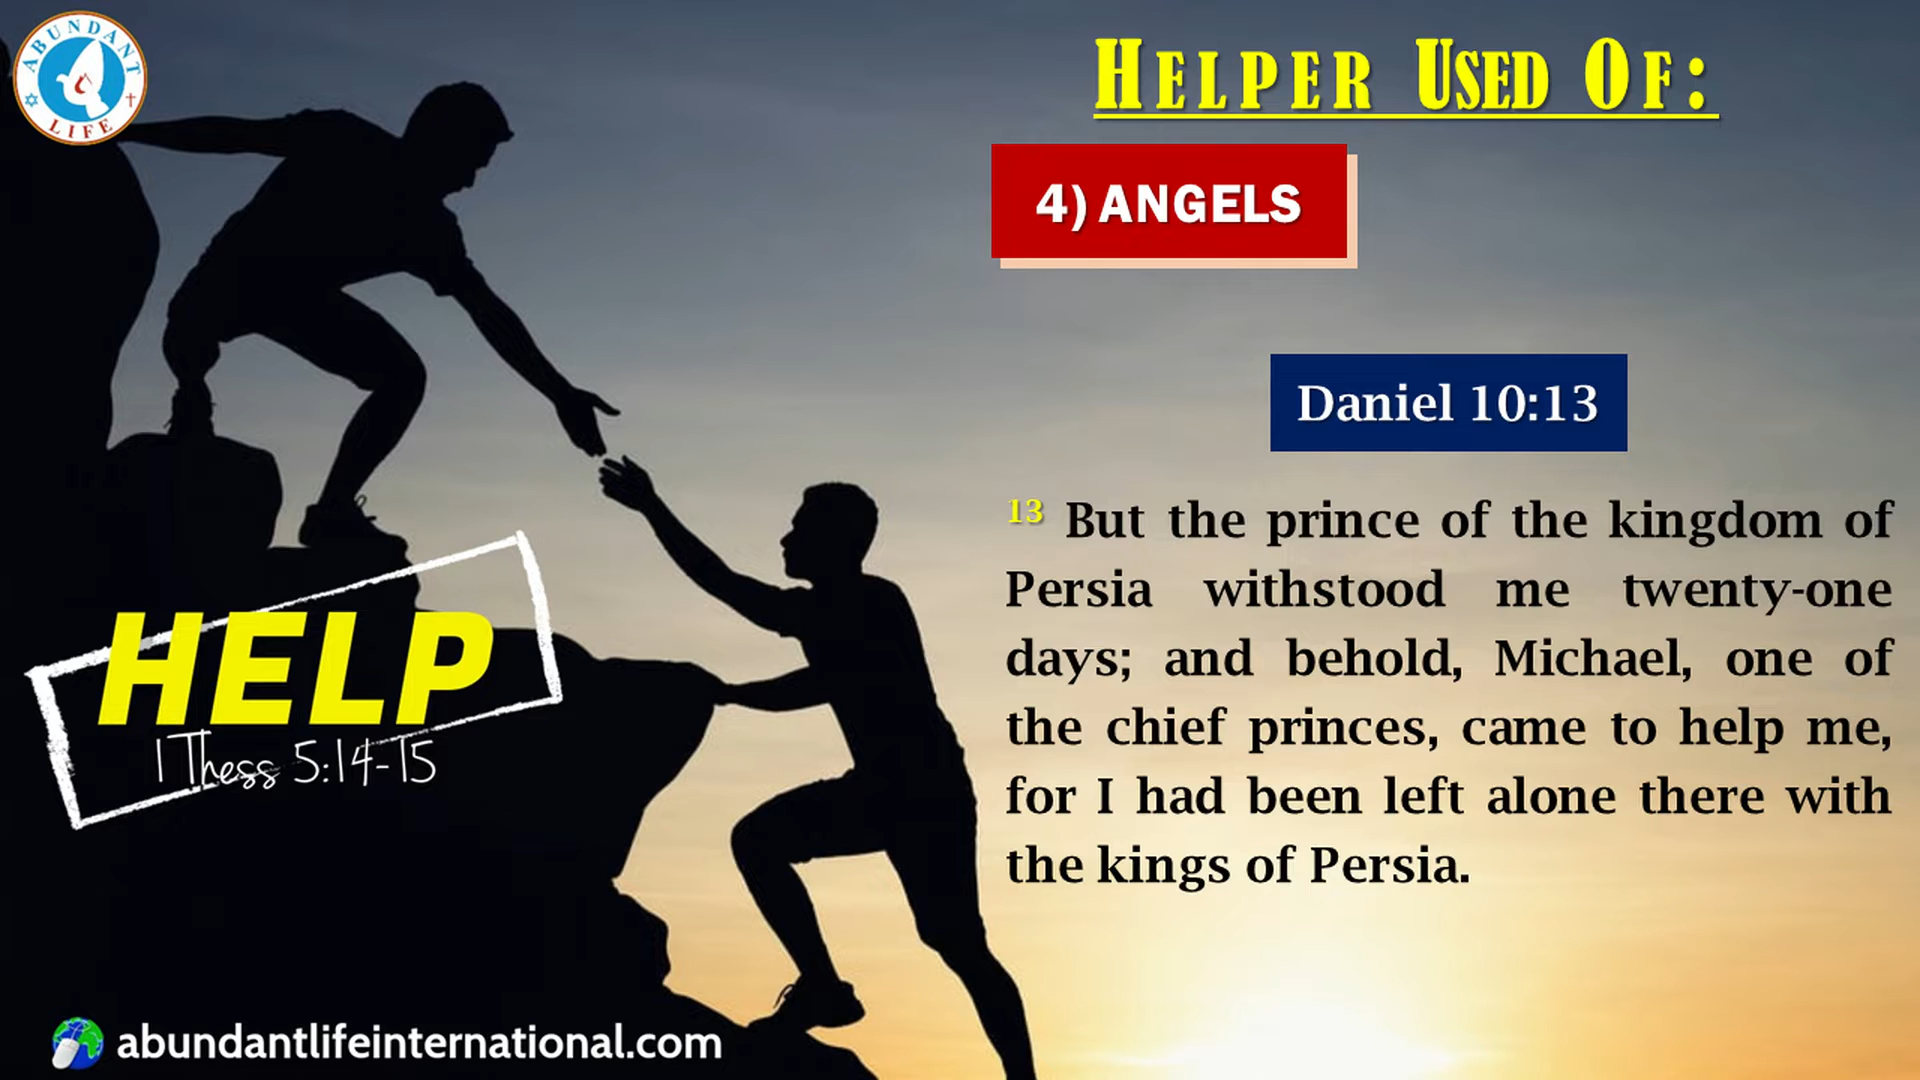 ABUNDANT
LIFE
HELPER USED OF:
4) ANGELS
Daniel 10:13
13 But the prince of the kingdom of
Persia withstood me twenty-one
days; and behold, Michael, one of
the chief princes, came to help me,
for I had been left alone there with
the kings of Persia.
HELP
1 Thess 5:14-15
abundantlifeinternational.com